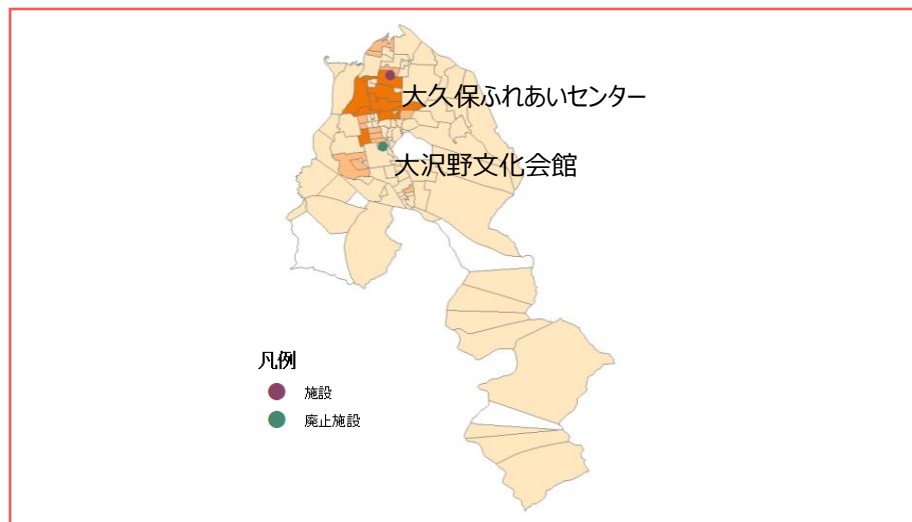 大久保ふれあいセンター
大沢野文化会館
凡例
施設
廃止施設